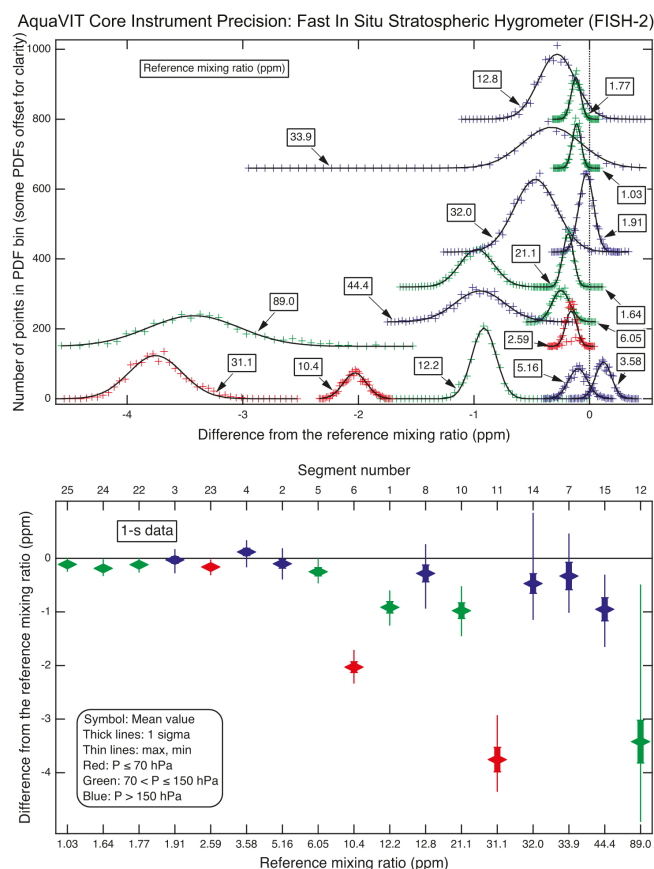 AquaVIT Core Instrument Precision: Fast In Situ Stratospheric Hygrometer (FISH-2)
Number of points in PDF bin (some PDFs offset for clarity)
1000
800
600
400
200
0
Reference mixing ratio (ppm)
12.8
1.77
33.9
1.03
32.0
1.91
21.1
44.4
1.64
89.0
6.05
2.59
31.1
10.4
12.2
5.16
3.58
-4 -3 -2 -1 0
Difference from the reference mixing ratio (ppm)
Segment number
25 24 22 3 23 4 2 5 6 1 8 10 11 14 7 15 12
Difference from the reference mixing ratio (ppm)
1-s data
0
-1
-2
-3
-4
Symbol: Mean value
Thick lines: 1 sigma
Thin lines: max, min
Red: P ≤ 70 hPa
Green: 70 < P ≤ 150 hPa
Blue: P > 150 hPa
1.03 1.64 1.77 1.91 2.59 3.58 5.16 6.05 10.4 12.2 12.8 21.1 31.1 32.0 33.9 44.4 89.0
Reference mixing ratio (ppm)